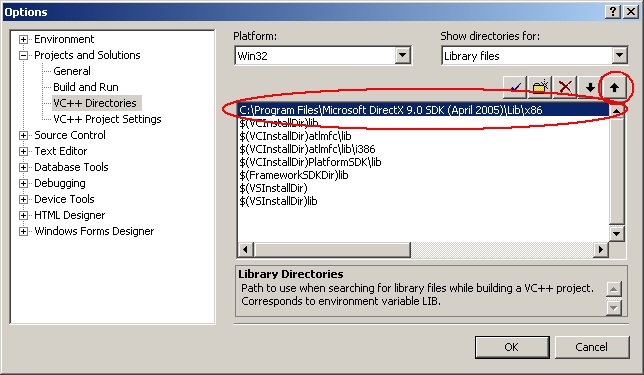 Options
Environment
Projects and Solutions
General
Build and Run
VC++ Directories
VC++ Project Settings
Source Control
Text Editor
Database Tools
Debugging
Device Tools
HTML Designer
Windows Forms Designer
Platform:
Win32
Show directories for:
Library files
C:\Program Files\Microsoft DirectX 9.0 SDK (April 2005)\Lib\x86
$(VCInstallDir)lib
$(VCInstallDir)atlmfc\lib
$(VCInstallDir)atlmfc\lib\i386
$(VCInstallDir)PlatformSDK\lib
$(FrameworkSDKDir)lib
$(VSInstallDir)
$(VSInstallDir)lib
Library Directories
Path to use when searching for library files while building a VC++ project.
Corresponds to environment variable LIB.
OK
Cancel